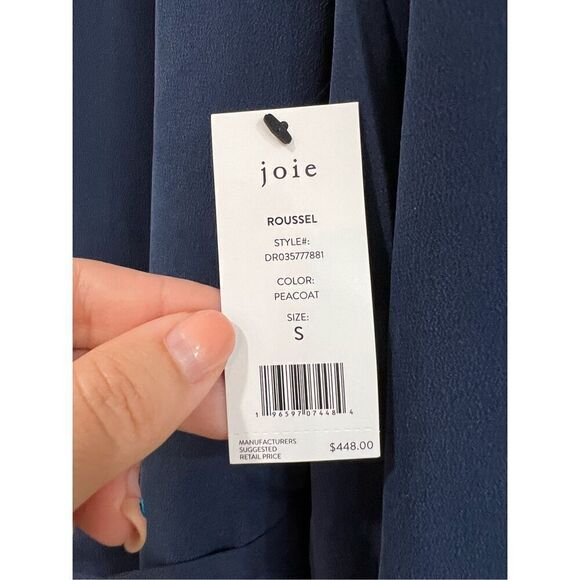 joie
ROUSSEL
STYLE#:
DR035777881
COLOR:
PEACOAT
SIZE:
S
1 96597 07448 4
MANUFACTURERS
SUGGESTED
RETAIL PRICE
$448.00